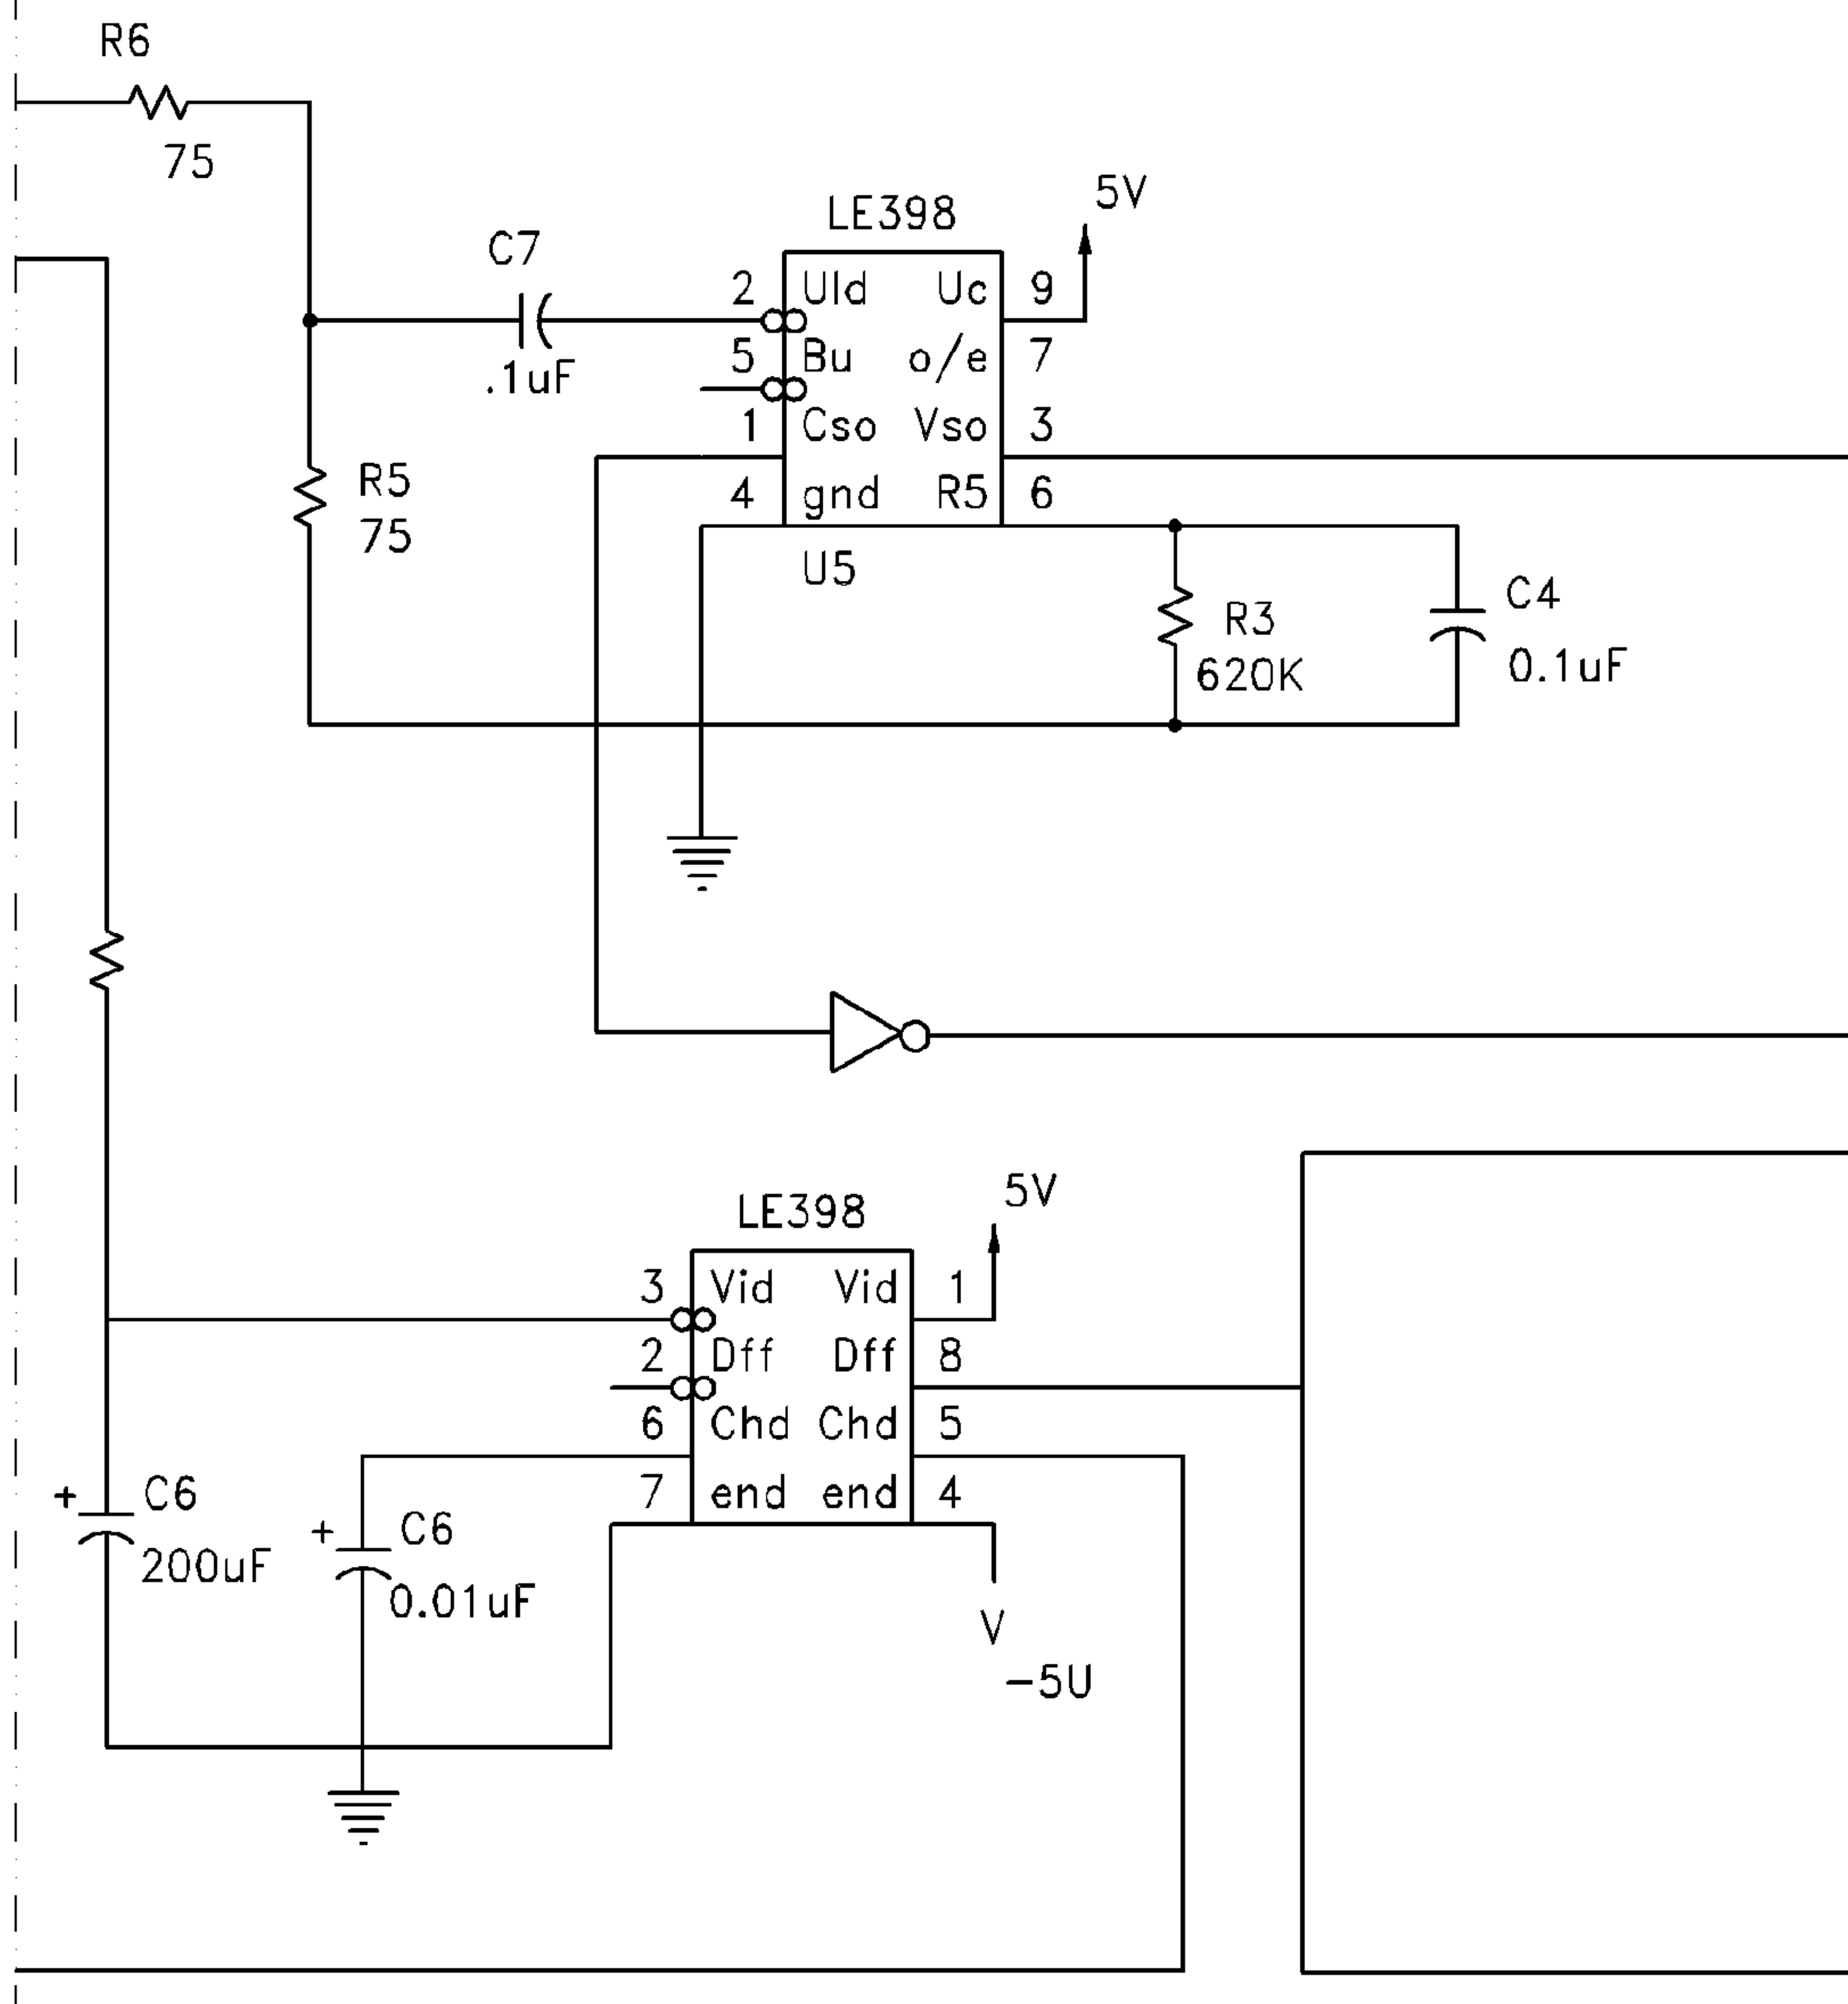 R6
75
5V
LE398
C7
2 Uld Uc 9
5 Bu o/e 7
.1uF
1 Cso Vso 3
R5
4 gnd R5 6
75
U5
C4
R3
0.1uF
620K
5V
LE398
3 Vid Vid 1
2 Dff Dff 8
6 Chd Chd 5
+ C6
7 end end 4
+ C6
200uF
0.01uF
V
-5U